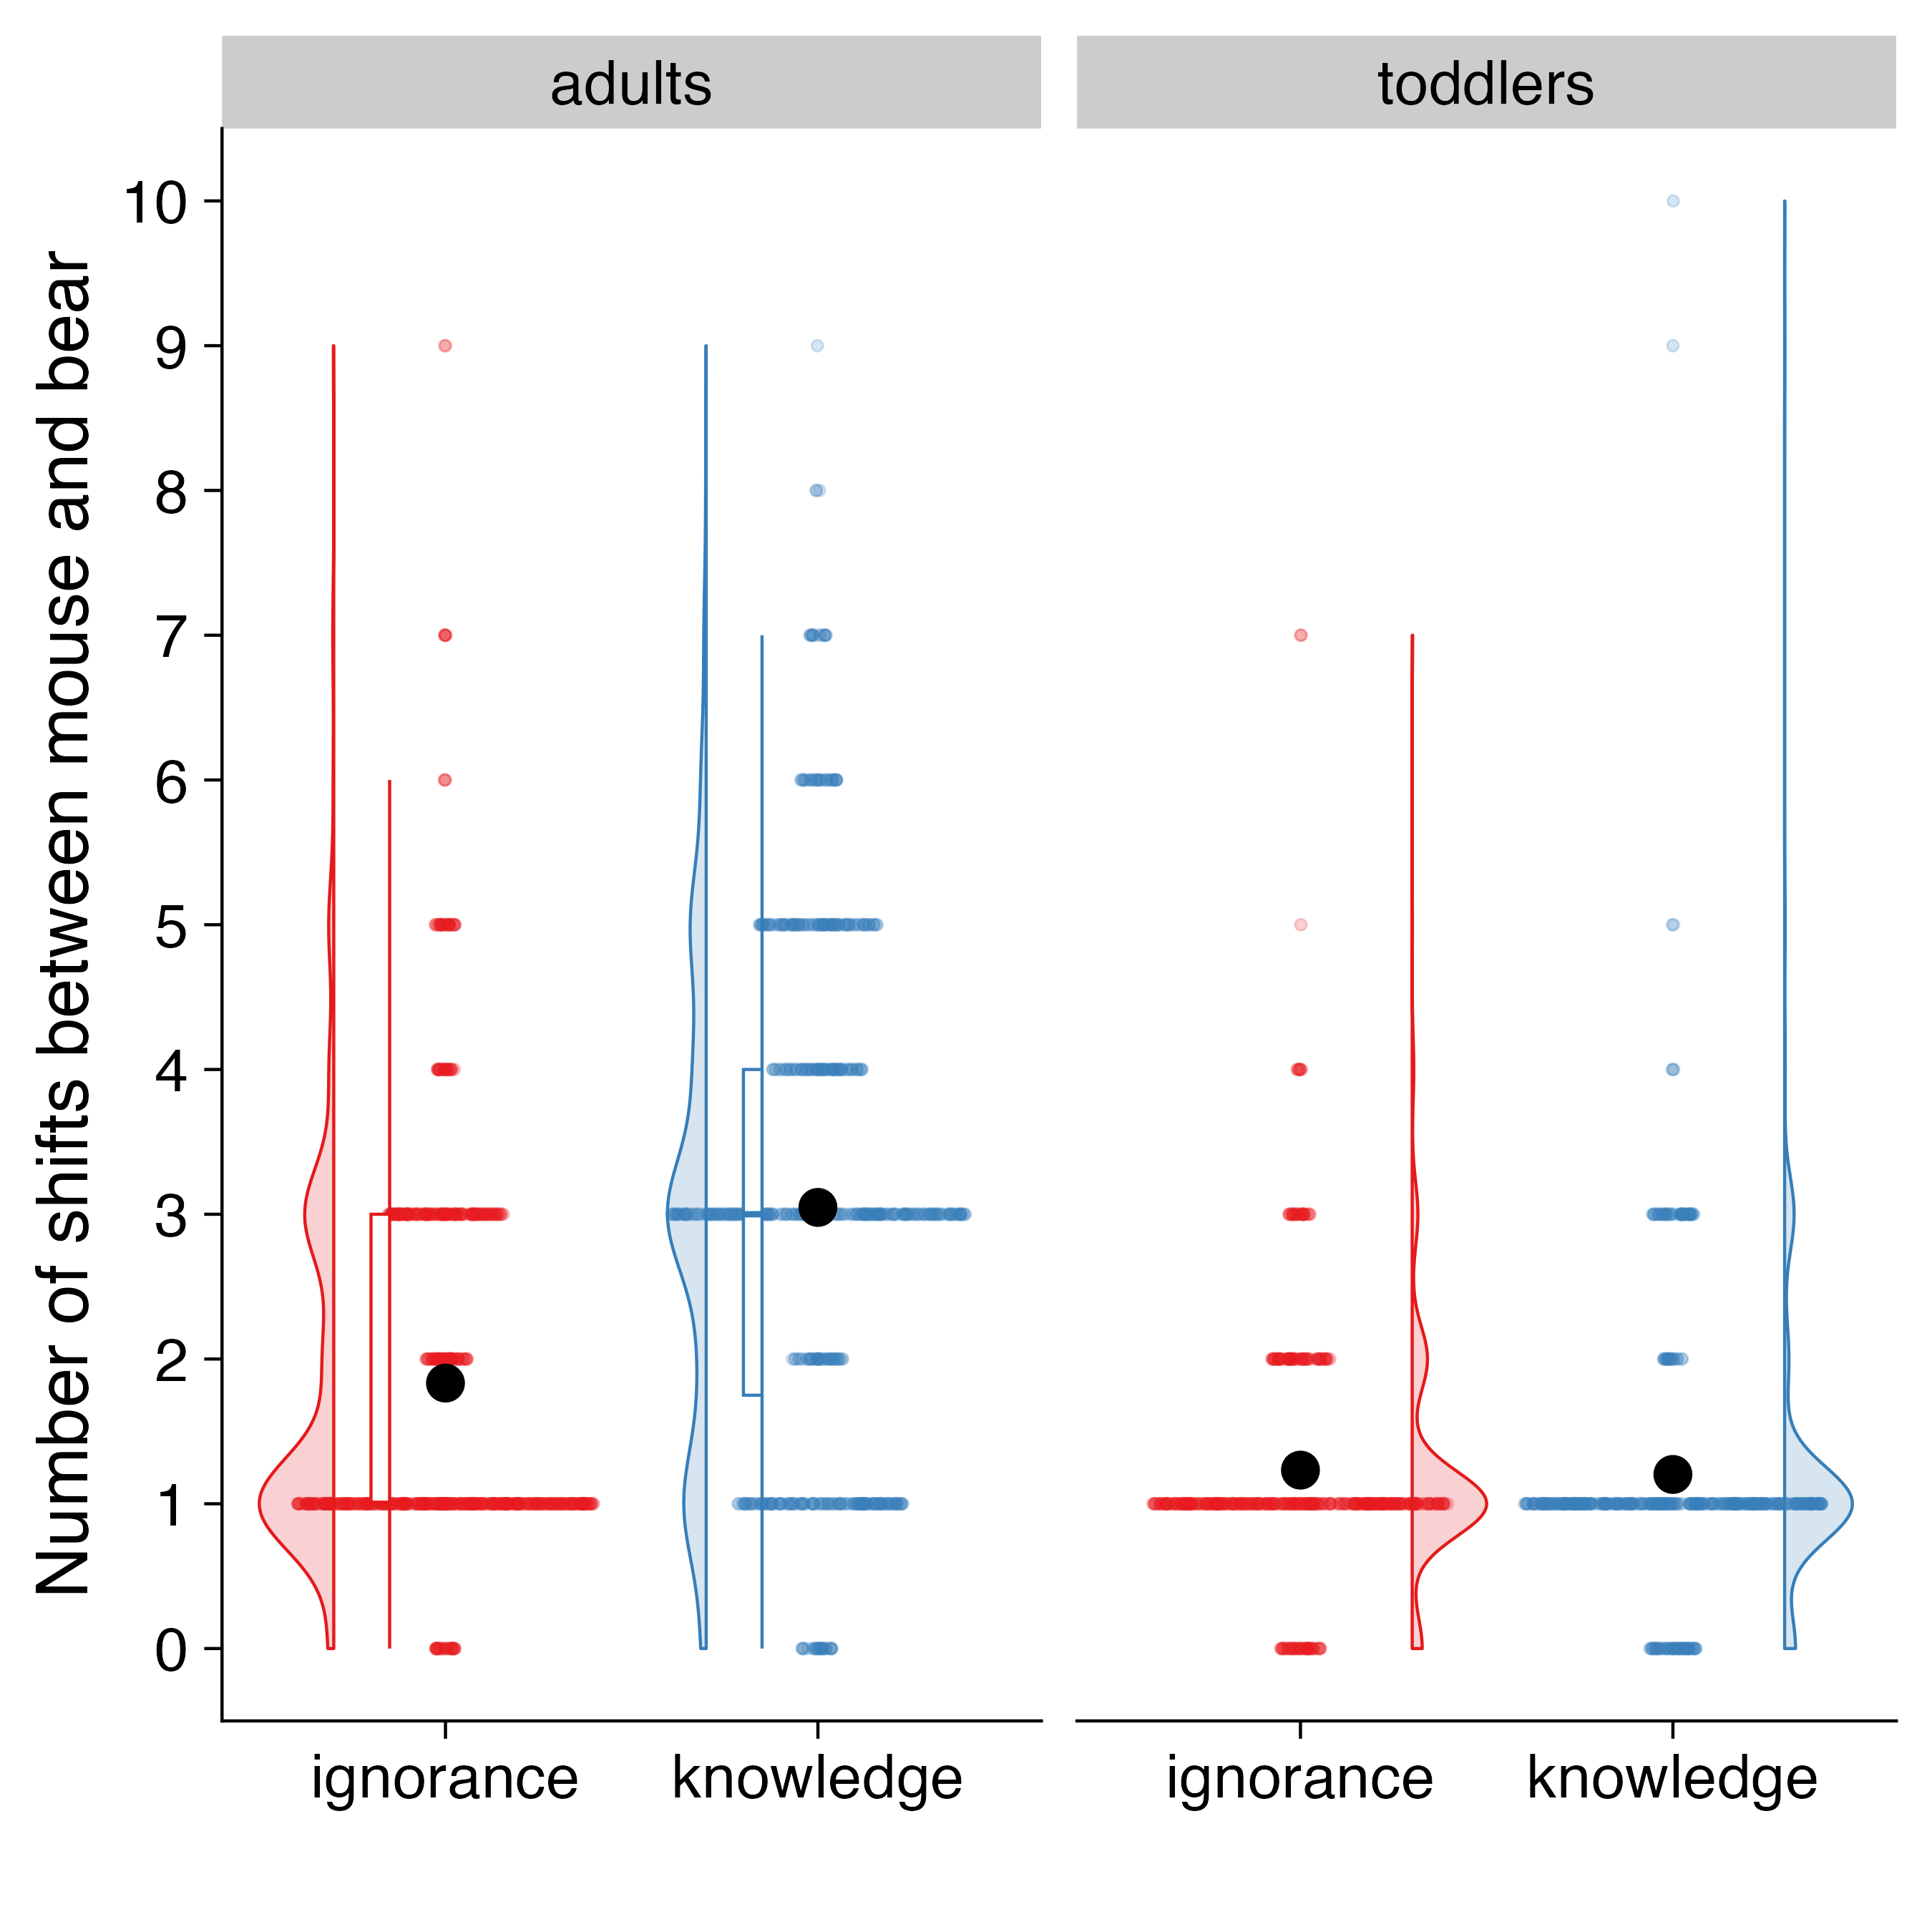 adults
toddlers
Number of shifts between mouse and bear
10
9
8
7
6
5
4
3
2
1
0
ignorance
knowledge
ignorance
knowledge